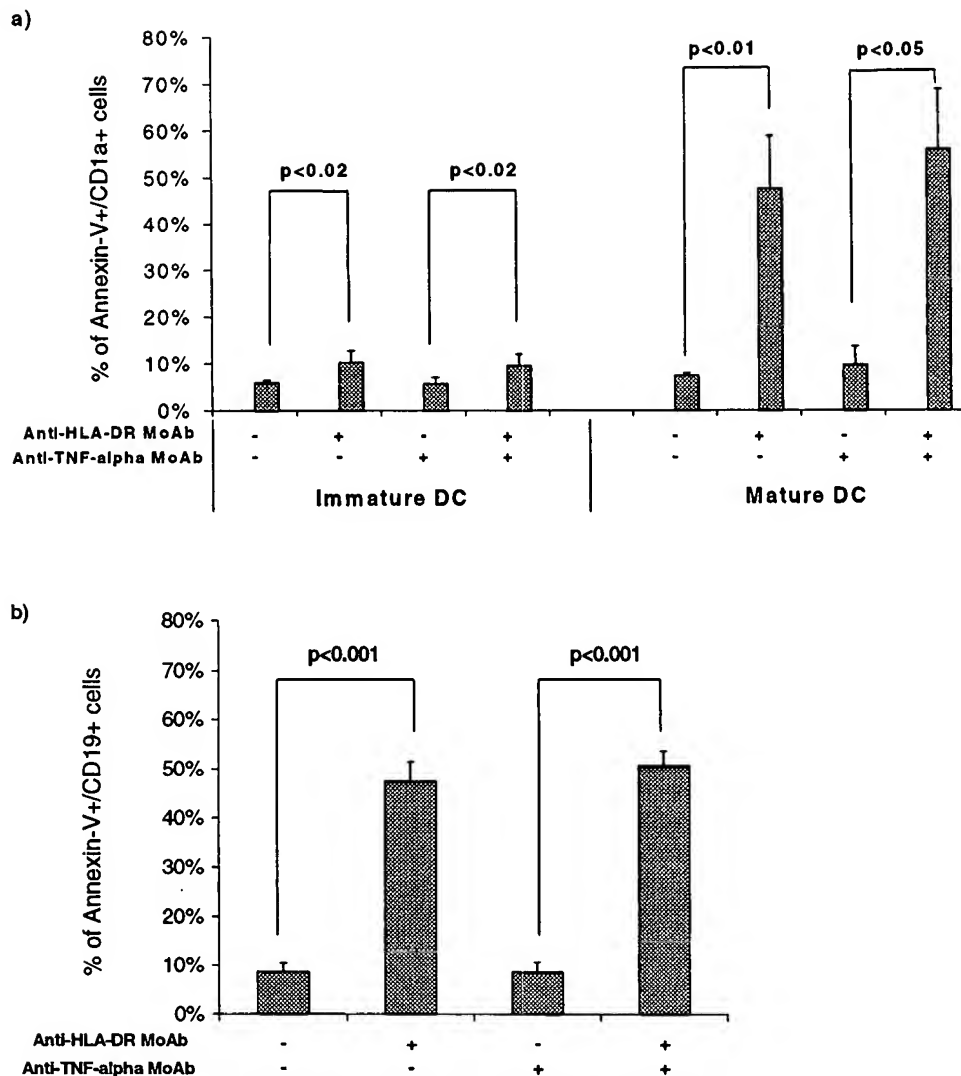 a)
80%
70%
60%
50%
40%
30%
20%
10%
0%
% of Annexin-V+/CD1a+ cells
p<0.02
p<0.02
p<0.01
p<0.05
Anti-HLA-DR MoAb - + - + - + - +
Anti-TNF-alpha MoAb - - + + - - + +
Immature DC Mature DC
b)
80%
70%
60%
50%
40%
30%
20%
10%
0%
% of Annexin-V+/CD19+ cells
p<0.001 p<0.001
Anti-HLA-DR MoAb - + - +
Anti-TNF-alpha MoAb - - + +